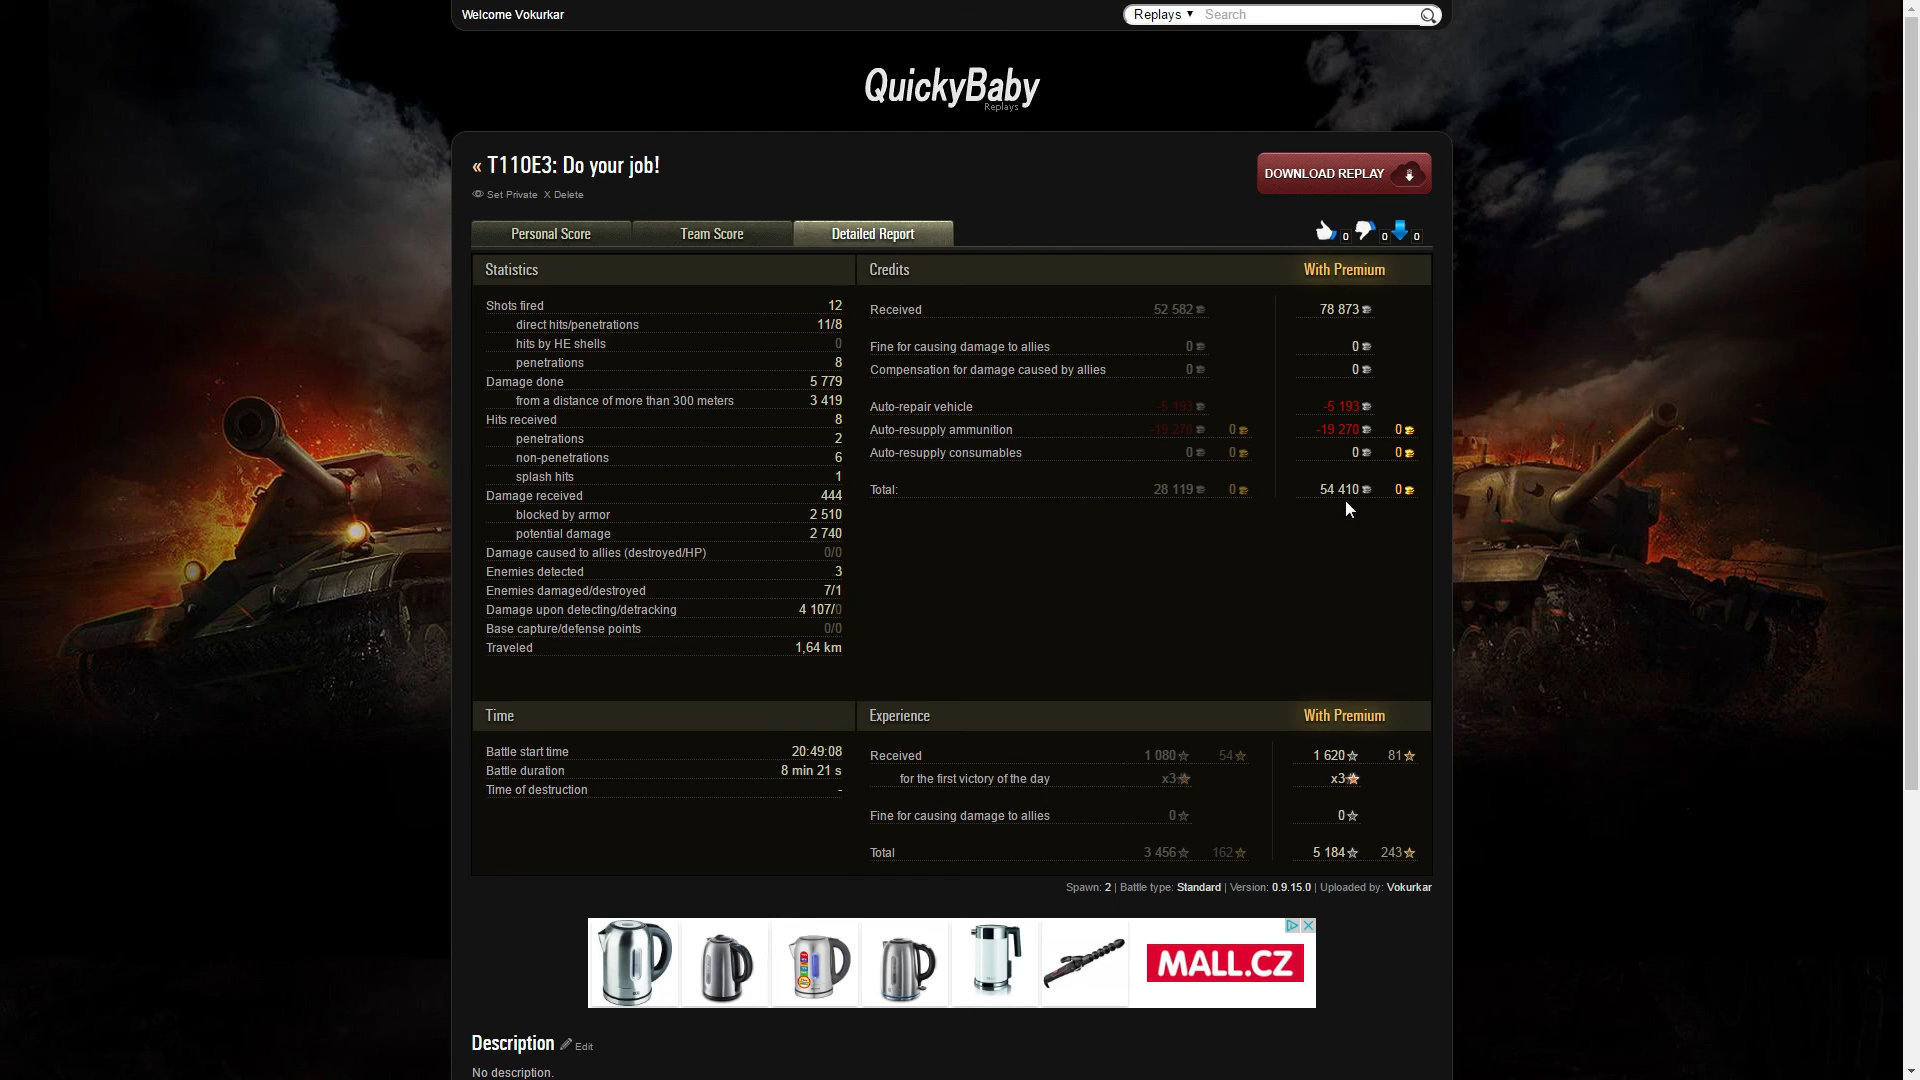 Welcome Vokurkar
Replays ▼ Search
QuickyBaby
Replays
« T110E3: Do your job!
Set Private X Delete
DOWNLOAD REPLAY
Personal Score Team Score Detailed Report
0 0 0
Statistics
Shots fired 12
direct hits/penetrations 11/8
hits by HE shells 0
penetrations 8
Damage done 5 779
from a distance of more than 300 meters 3 419
Hits received 8
penetrations 2
non-penetrations 6
splash hits 1
Damage received 444
blocked by armor 2 510
potential damage 2 740
Damage caused to allies (destroyed/HP) 0/0
Enemies detected 3
Enemies damaged/destroyed 7/1
Damage upon detecting/detracking 4 107/0
Base capture/defense points 0/0
Traveled 1,64 km
Credits With Premium
Received 52 582 78 873
Fine for causing damage to allies 0 0
Compensation for damage caused by allies 0 0
Auto-repair vehicle -5 193 -5 193
Auto-resupply ammunition -19 270 0 -19 270 0
Auto-resupply consumables 0 0 0 0
Total: 28 119 0 54 410 0
Time
Battle start time 20:49:08
Battle duration 8 min 21 s
Time of destruction -
Experience With Premium
Received 1 080 54 1 620 81
for the first victory of the day x3 x3
Fine for causing damage to allies 0 0
Total 3 456 162 5 184 243
Spawn: 2 | Battle type: Standard | Version: 0.9.15.0 | Uploaded by: Vokurkar
MALL.CZ
Description Edit
No description.